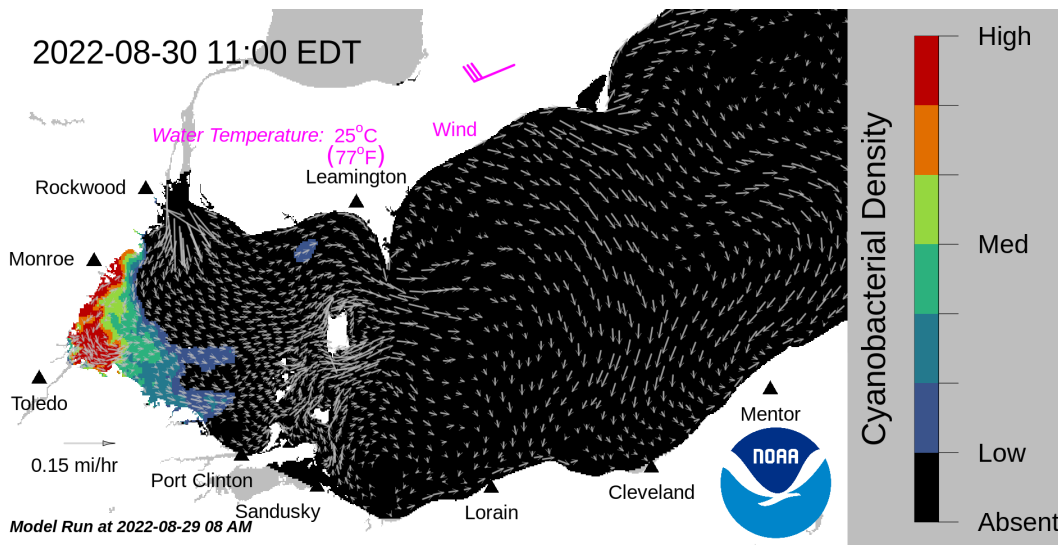 2022-08-30 11:00 EDT
Water Temperature: 25°C
(77°F)
Wind
Leamington
Rockwood
Monroe
Toledo
0.15 mi/hr
Port Clinton
Sandusky
Lorain
Cleveland
Mentor
NOAA
Model Run at 2022-08-29 08 AM
Cyanobacterial Density
High
Med
Low
Absent